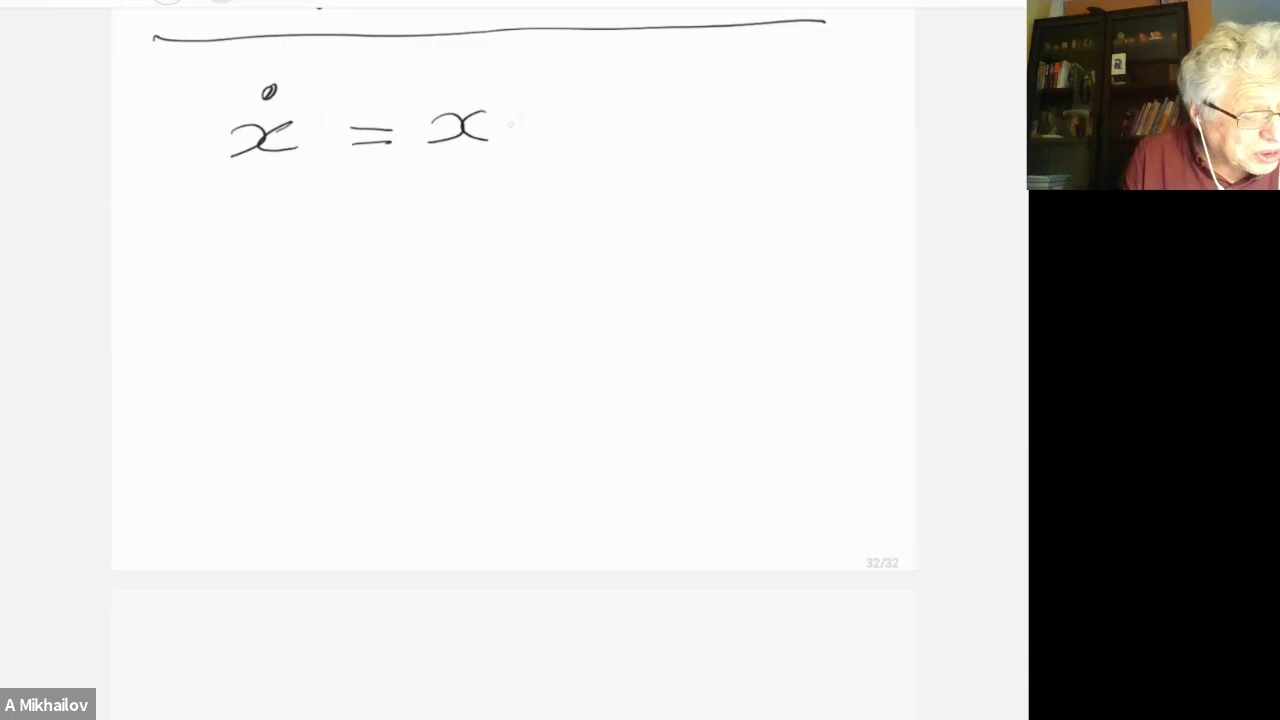 ẋ = x
32/32
A Mikhailov